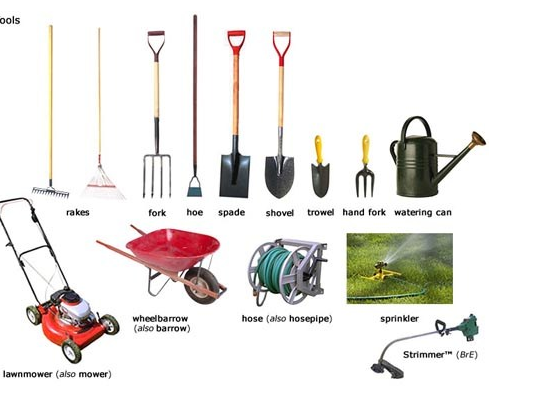 ools
rakes
fork
hoe
spade
shovel
trowel
hand fork
watering can
wheelbarrow
(also barrow)
hose (also hosepipe)
sprinkler
Strimmer™ (BrE)
lawnmower (also mower)